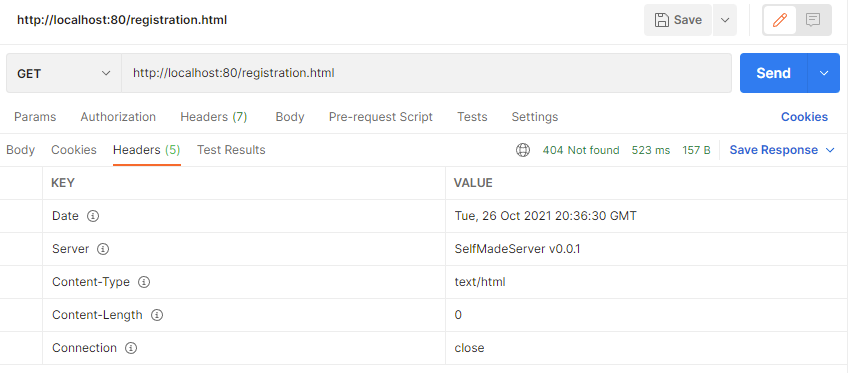 http://localhost:80/registration.html Save
GET http://localhost:80/registration.html Send
Params Authorization Headers (7) Body Pre-request Script Tests Settings Cookies
Body Cookies Headers (5) Test Results 404 Not found 523 ms 157 B Save Response
KEY VALUE
Date Tue, 26 Oct 2021 20:36:30 GMT
Server SelfMadeServer v0.0.1
Content-Type text/html
Content-Length 0
Connection close